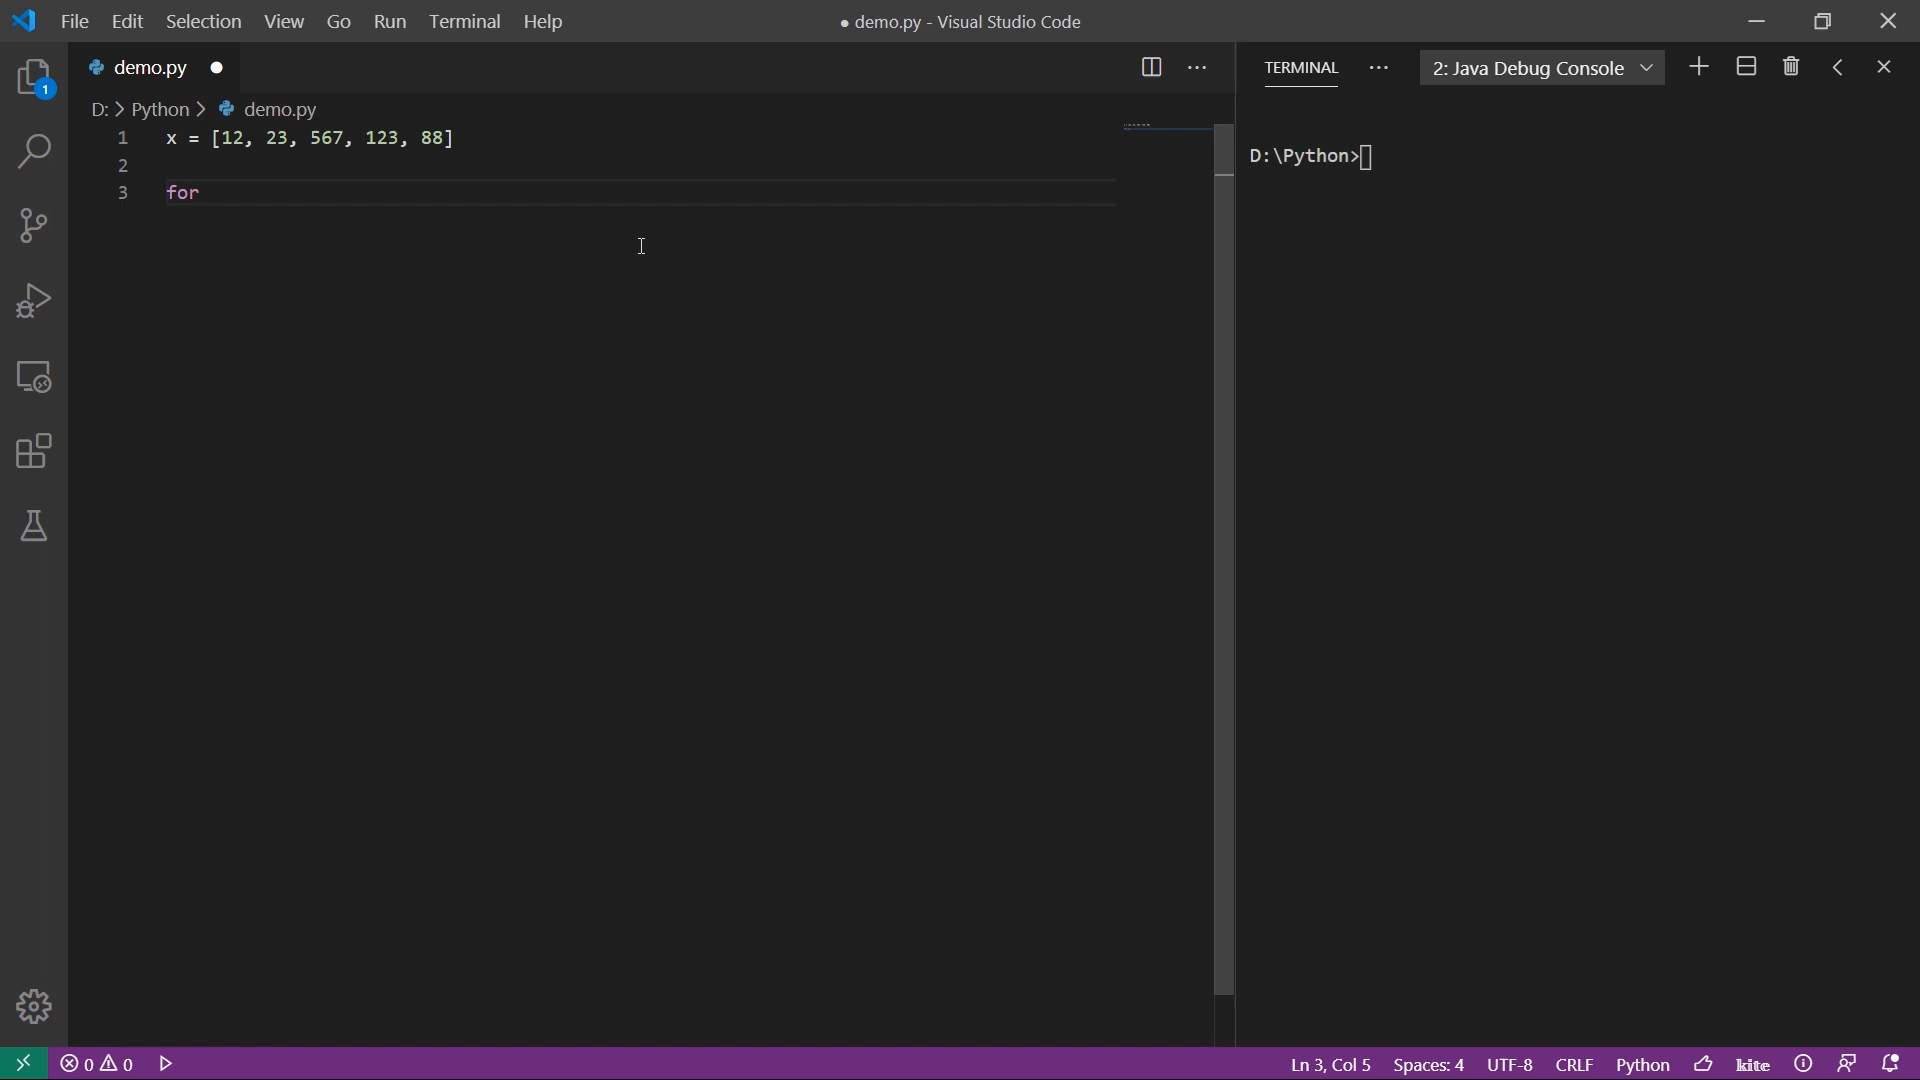 File Edit Selection View Go Run Terminal Help
● demo.py - Visual Studio Code
demo.py ●
TERMINAL ···
2: Java Debug Console
D: > Python > demo.py
1 x = [12, 23, 567, 123, 88]
2
3 for
D:\Python>
1
0 0
Ln 3, Col 5 Spaces: 4 UTF-8 CRLF Python kite